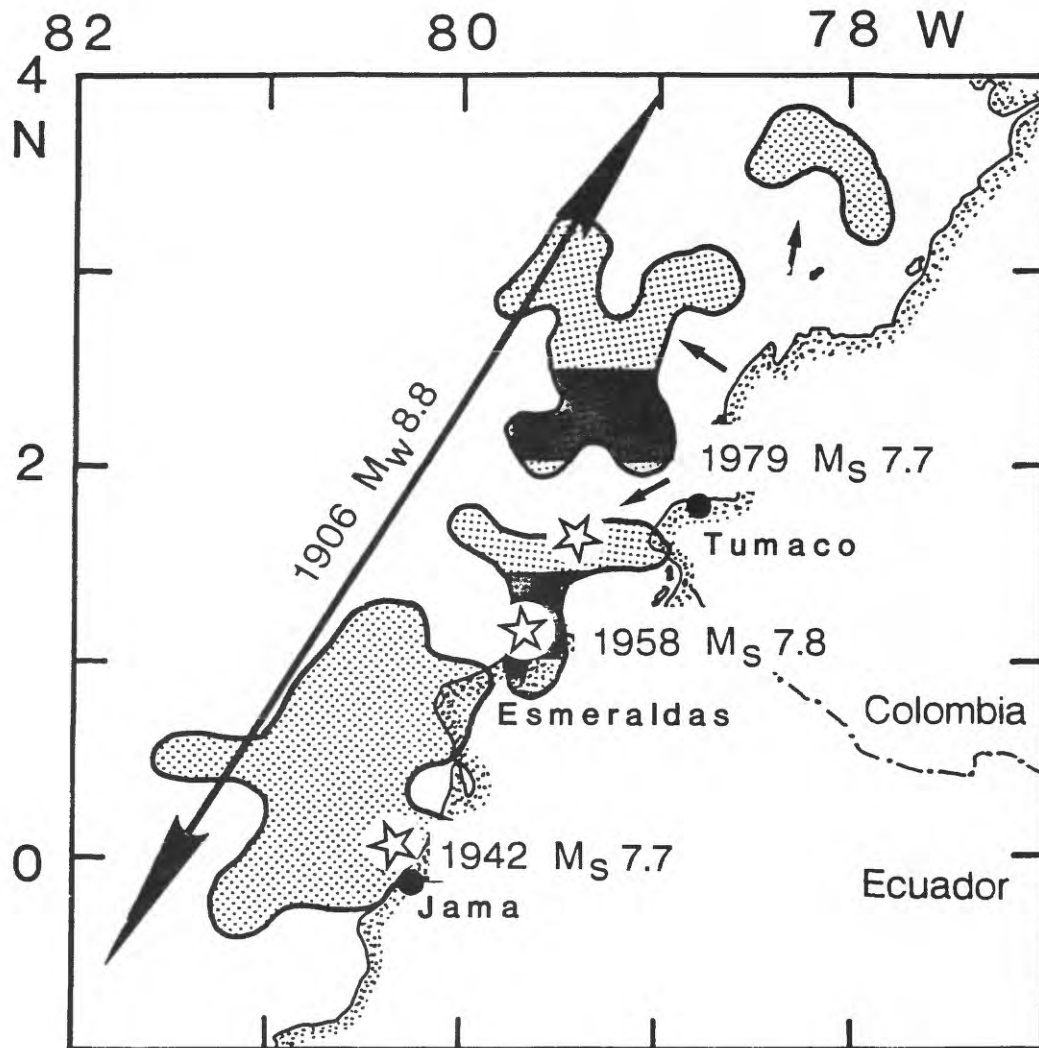 82 80 78 W
4
N
1906 Mw 8.8
2
1979 MS 7.7
Tumaco
1958 MS 7.8
Esmeraldas
Colombia
0
1942 MS 7.7
Ecuador
Jama